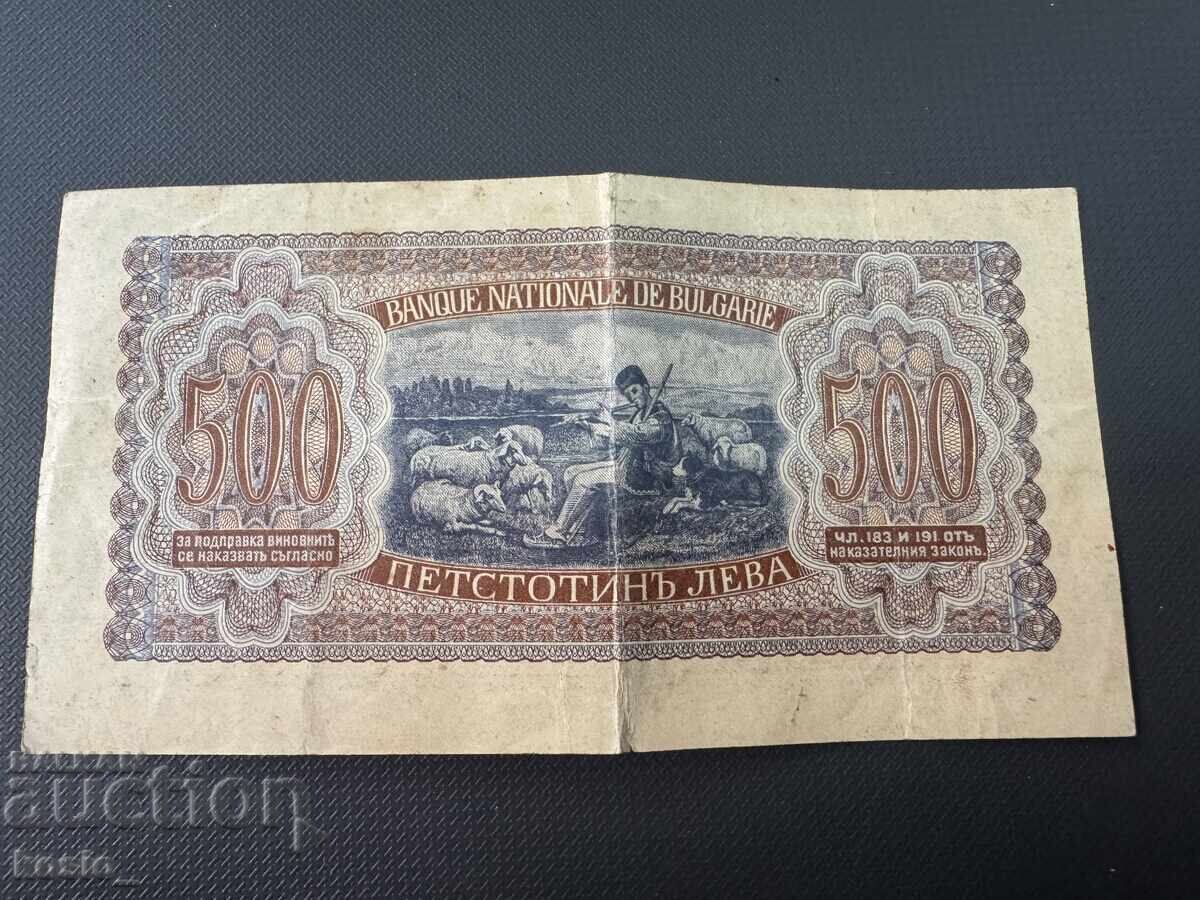 BANQUE NATIONALE DE BULGARIE
500
500
ЗА ПОДПРАВКА ВИНОВНИТѢ
СЕ НАКАЗВАТЪ СЪГЛАСНО
ЧЛ. 183 И 191 ОТЪ
НАКАЗАТЕЛНИЯ ЗАКОНЪ.
ПЕТСТОТИНЪ ЛЕВА
auction
kosio_